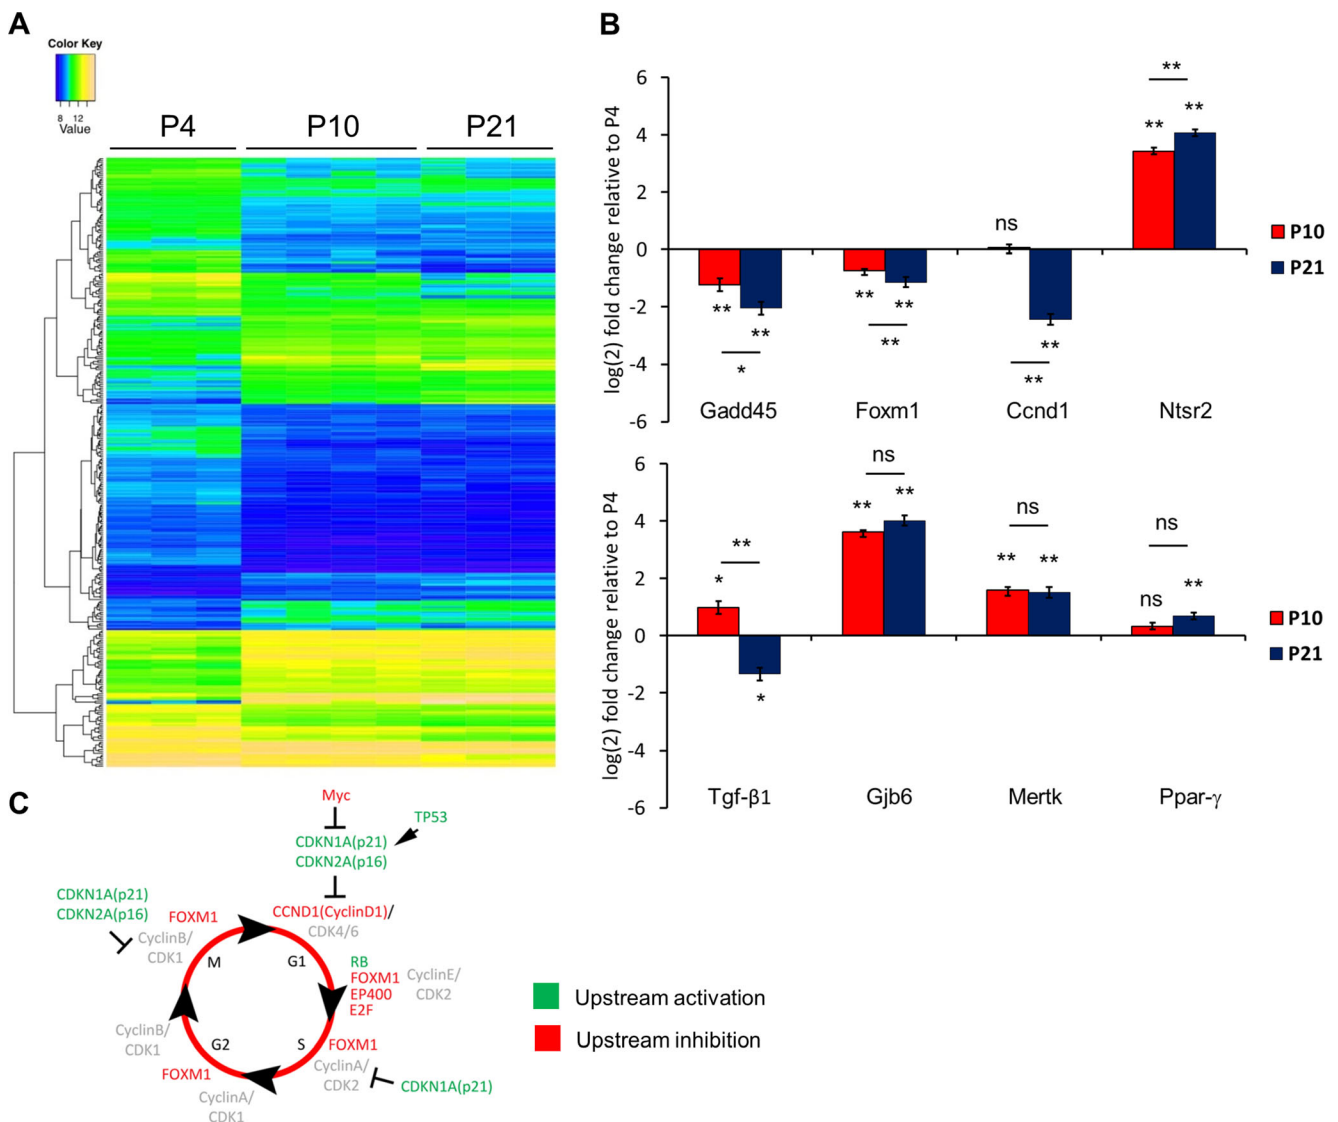 A
Color Key
8 12
Value
P4 P10 P21
B
log(2) fold change relative to P4
6
4
2
0
-2
-4
-6
** ** ** ** ns ** ** **
* ** ** **
Gadd45 Foxm1 Ccnd1 Ntsr2
P10
P21
log(2) fold change relative to P4
6
4
2
0
-2
-4
-6
* * ** ** ** ** ns **
** ns ns ns
Tgf-β1 Gjb6 Mertk Ppar-γ
P10
P21
C
Myc
TP53
CDKN1A(p21)
CDKN2A(p16)
CDKN1A(p21)
CDKN2A(p16)
FOXM1
CCND1(CyclinD1)/
CDK4/6
CyclinB/
CDK1
M
G1
RB
FOXM1
EP400
E2F
CyclinE/
CDK2
CyclinB/
CDK1
G2
S
FOXM1
CyclinA/
CDK2
CDKN1A(p21)
FOXM1
CyclinA/
CDK1
Upstream activation
Upstream inhibition